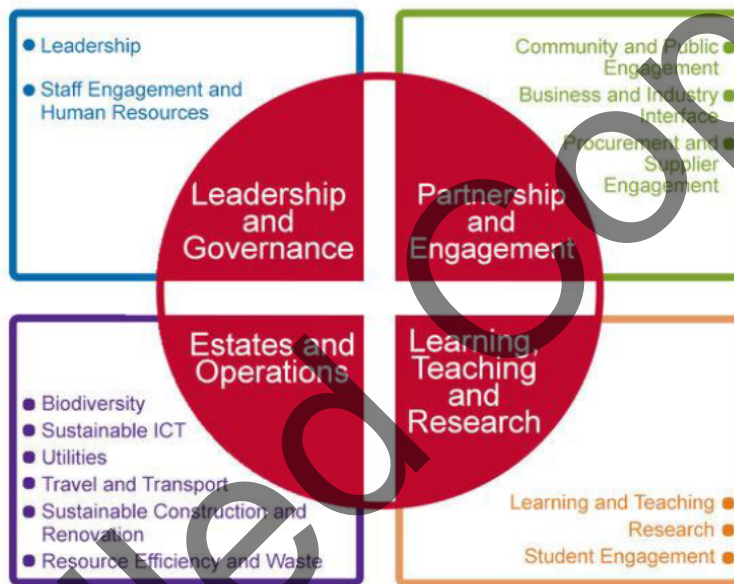 Leadership
Staff Engagement and
Human Resources
Community and Public
Engagement
Business and Industry
Interface
Procurement and
Supplier
Engagement
Leadership
and
Governance
Partnership
and
Engagement
Estates and
Operations
Learning,
Teaching
and
Research
Biodiversity
Sustainable ICT
Utilities
Travel and Transport
Sustainable Construction and
Renovation
Resource Efficiency and Waste
Learning and Teaching
Research
Student Engagement